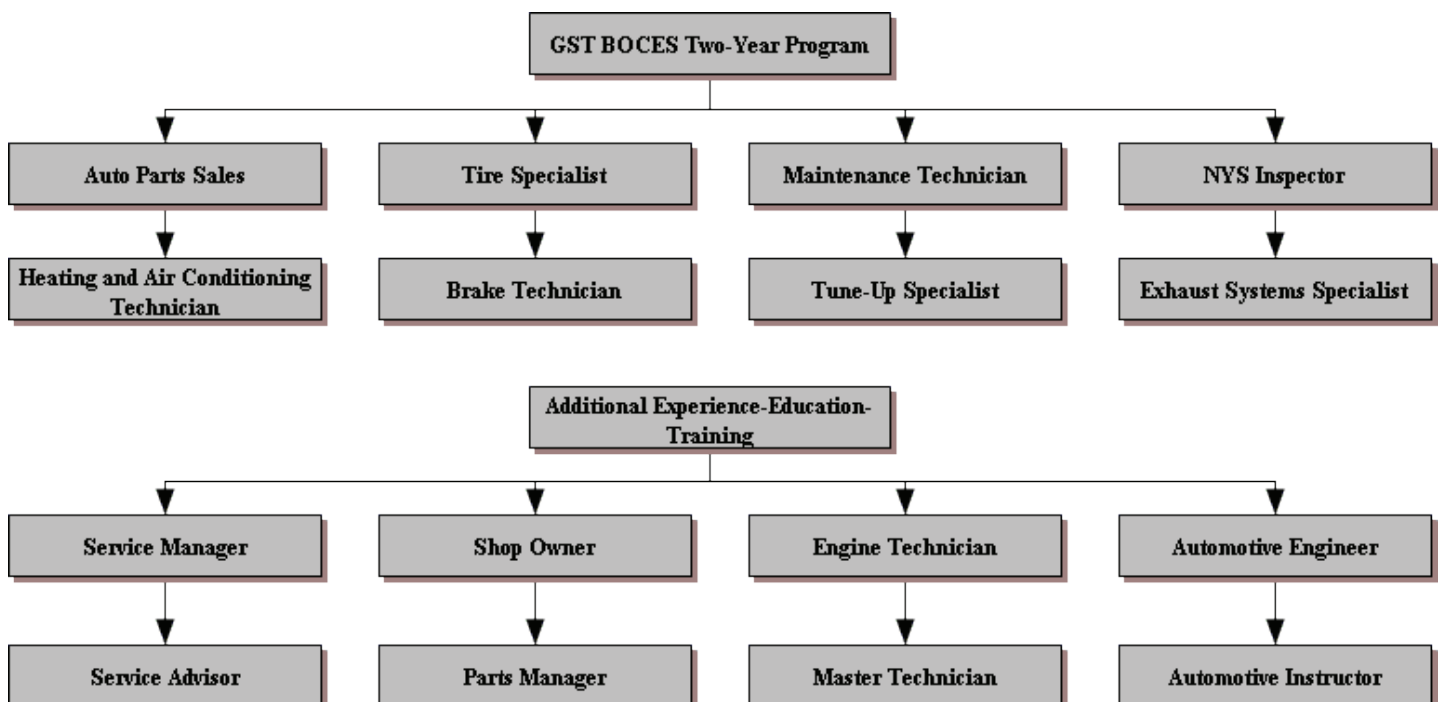 GST BOCES Two-Year Program
Auto Parts Sales
Tire Specialist
Maintenance Technician
NYS Inspector
Heating and Air Conditioning
Technician
Brake Technician
Tune-Up Specialist
Exhaust Systems Specialist
Additional Experience-Education-
Training
Service Manager
Shop Owner
Engine Technician
Automotive Engineer
Service Advisor
Parts Manager
Master Technician
Automotive Instructor